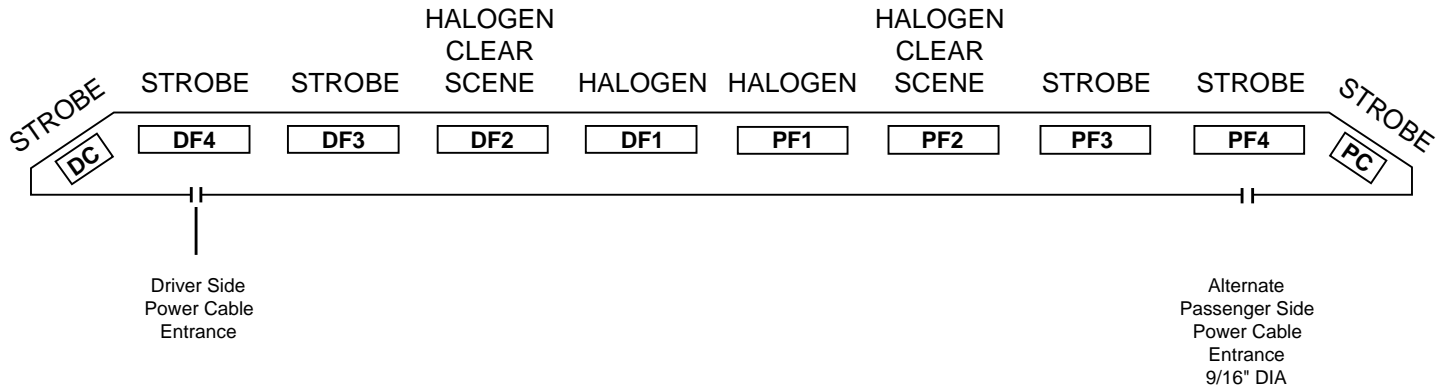 HALOGEN
CLEAR
SCENE
HALOGEN
CLEAR
SCENE
STROBE
STROBE
STROBE
HALOGEN
HALOGEN
STROBE
STROBE
STROBE
DC
DF4
DF3
DF2
DF1
PF1
PF2
PF3
PF4
PC
Driver Side
Power Cable
Entrance
Alternate
Passenger Side
Power Cable
Entrance
9/16" DIA